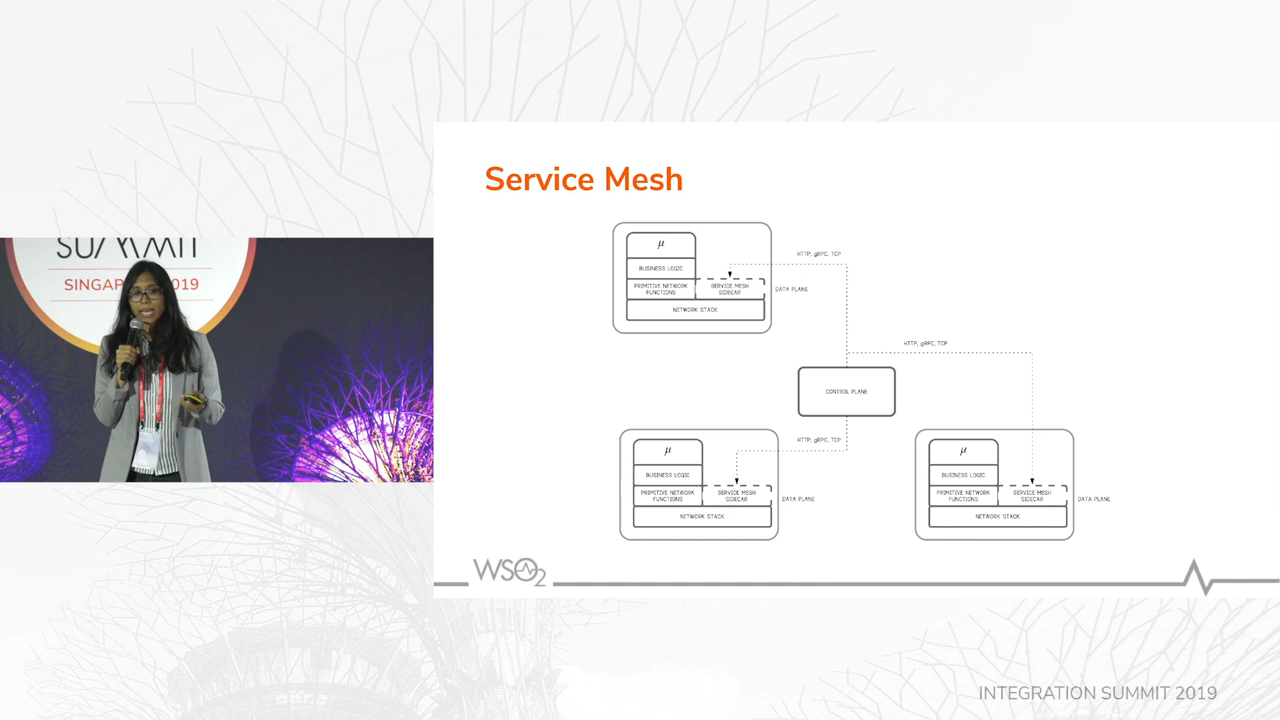 SUMMIT
SINGAP 2019
Service Mesh
μ
BUSINESS LOGIC
PRIMITIVE NETWORK
FUNCTIONS
SERVICE MESH
SIDECAR
NETWORK STACK
DATA PLANE
HTTP, gRPC, TCP
HTTP, gRPC, TCP
CONTROL PLANE
HTTP, gRPC, TCP
μ
BUSINESS LOGIC
PRIMITIVE NETWORK
FUNCTIONS
SERVICE MESH
SIDECAR
NETWORK STACK
DATA PLANE
μ
BUSINESS LOGIC
PRIMITIVE NETWORK
FUNCTIONS
SERVICE MESH
SIDECAR
NETWORK STACK
DATA PLANE
WSO2
INTEGRATION SUMMIT 2019